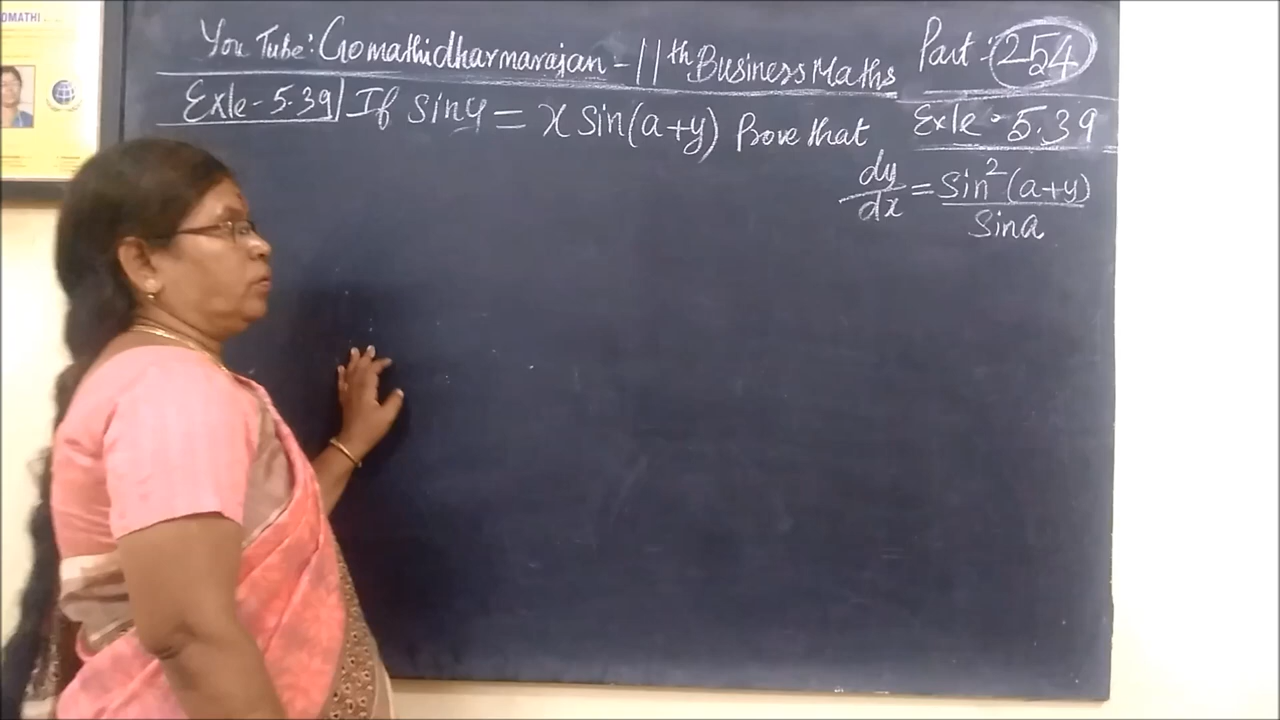 OMATHI
You Tube: Gomathidharmarajan - 11th Business Maths
Part: 254
Exle - 5.39 If sin y = x sin(a+y) Prove that
Exle - 5.39
dy/dx = sin²(a+y)/sina